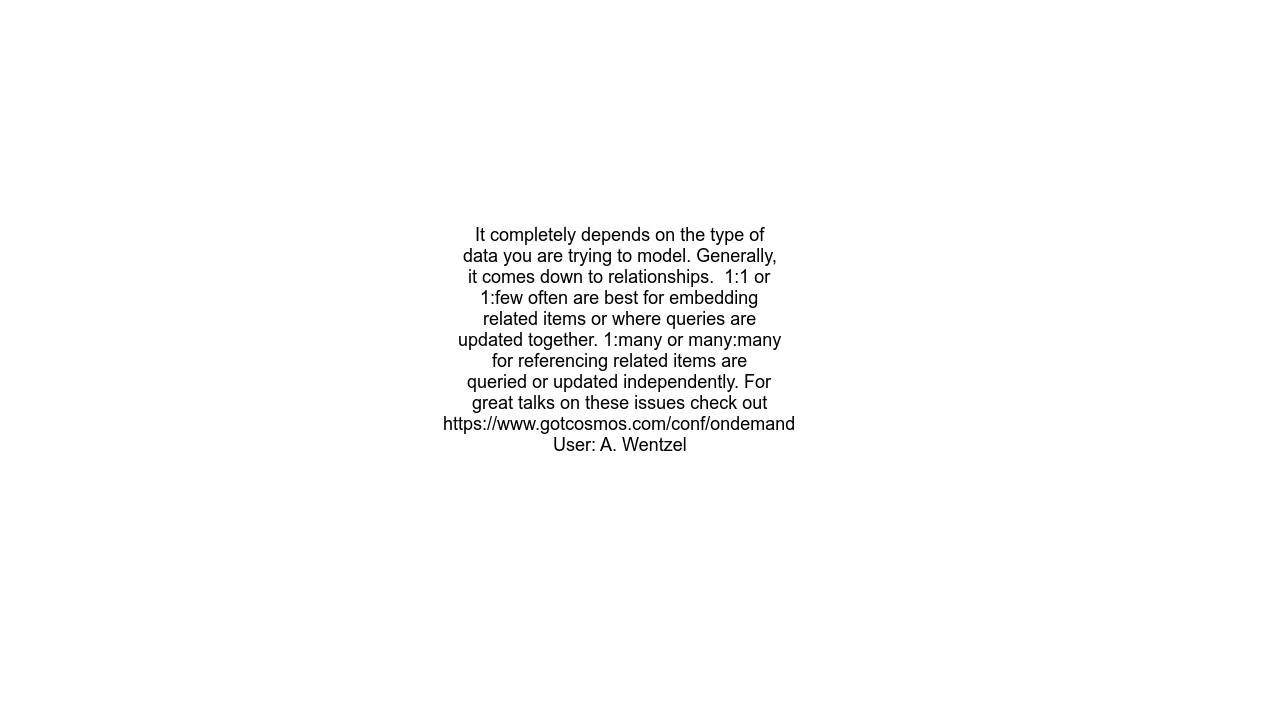 It completely depends on the type of
data you are trying to model. Generally,
it comes down to relationships.  1:1 or
1:few often are best for embedding
related items or where queries are
updated together. 1:many or many:many
for referencing related items are
queried or updated independently. For
great talks on these issues check out
https://www.gotcosmos.com/conf/ondemand
User: A. Wentzel